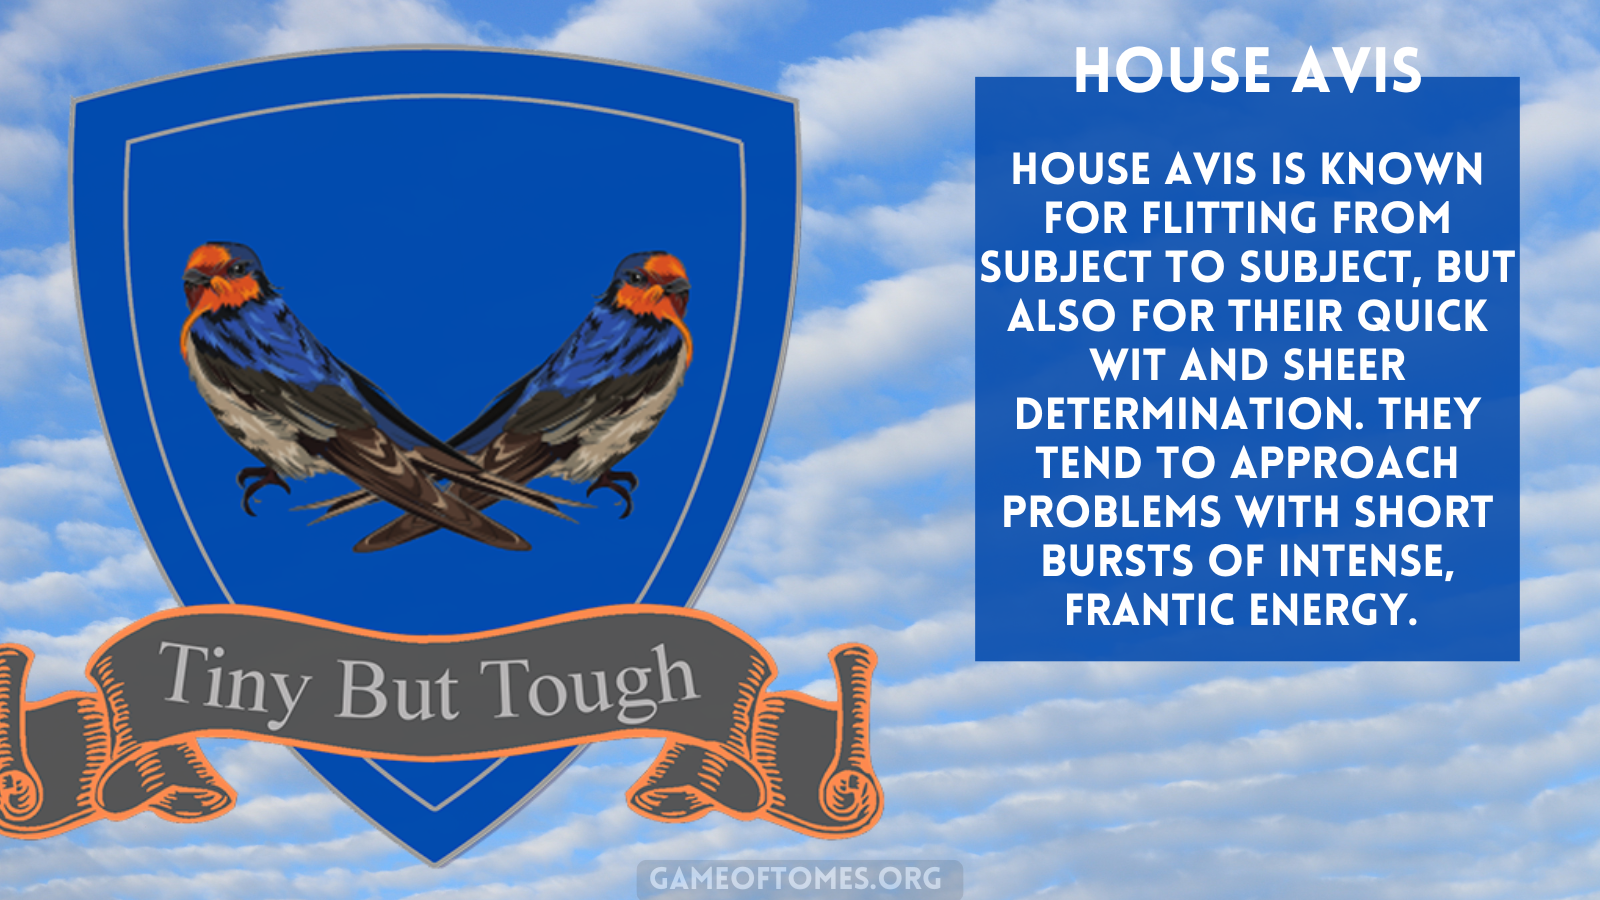 HOUSE AVIS
HOUSE AVIS IS KNOWN
FOR FLITTING FROM
SUBJECT TO SUBJECT, BUT
ALSO FOR THEIR QUICK
WIT AND SHEER
DETERMINATION. THEY
TEND TO APPROACH
PROBLEMS WITH SHORT
BURSTS OF INTENSE,
FRANTIC ENERGY.
Tiny But Tough
GAMEOFTOMES.ORG